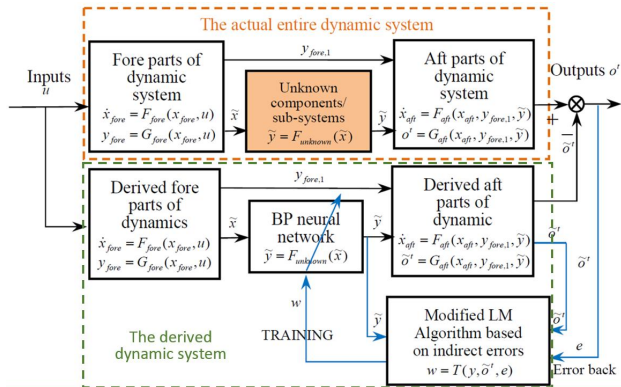 The actual entire dynamic system
Inputs
u
Fore parts of
dynamic
system
ẋ_fore = F_fore(x_fore, u)
y_fore = G_fore(x_fore, u)
y_fore,1
x̃
Unknown
components/
sub-systems
ỹ = F_unknown(x̃)
ỹ
Aft parts of
dynamic
system
ẋ_aft = F_aft(x_aft, y_fore,1, ỹ)
o^t = G_aft(x_aft, y_fore,1, ỹ)
Outputs o^t
+
−
õ^t
Derived fore
parts of
dynamics
ẋ_fore = F_fore(x_fore, u)
y_fore = G_fore(x_fore, u)
y_fore,1
x̃
BP neural
network
ỹ = F_unknown(x̃)
ỹ
Derived aft
parts of
dynamic
ẋ_aft = F_aft(x_aft, y_fore,1, ỹ)
õ^t = G_aft(x_aft, y_fore,1, ỹ)
õ^t
õ^t
w
TRAINING
ỹ
Modified LM
Algorithm based
on indirect errors
w = T(y, õ^t, e)
õ^t
e
Error back
The derived
dynamic system